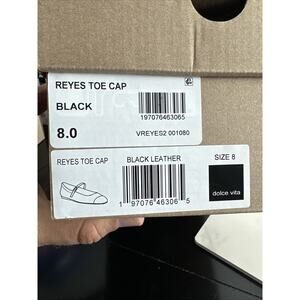 REYES TOE CAP
BLACK
197076463065
8.0
VREYES2 001080
REYES TOE CAP
BLACK LEATHER
SIZE 8
1 97076 46306 5
dolce vita